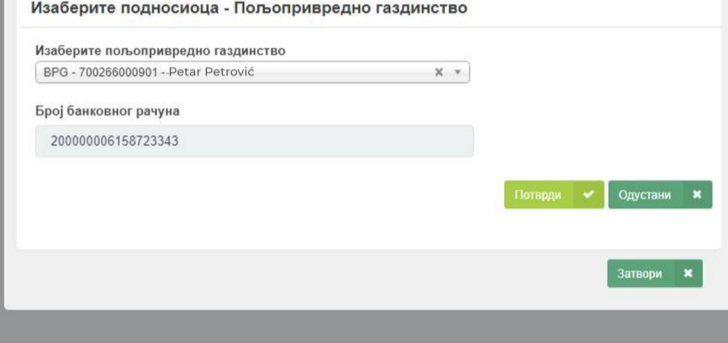 Изаберите подносиоца - Пољопривредно газдинство
Изаберите пољопривредно газдинство
BPG - 700266000901 - Petar Petrović
Број банковног рачуна
200000006158723343
Потврди
Одустани
Затвори